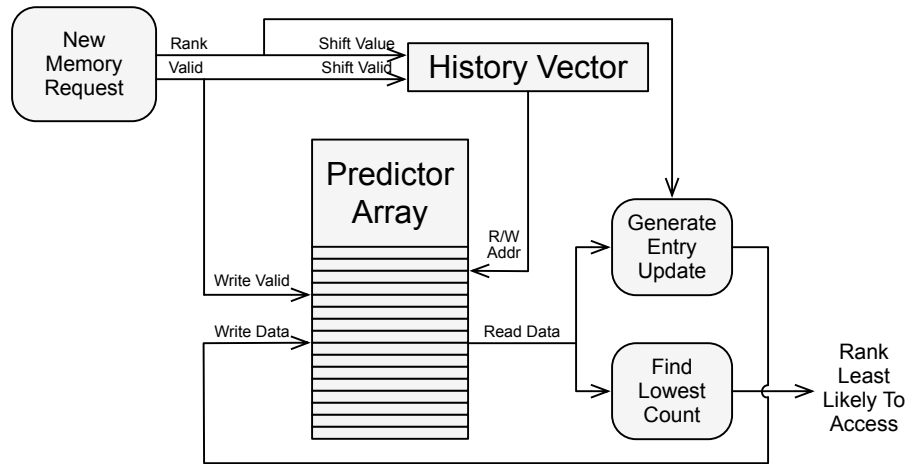 New
Memory
Request
Rank
Shift Value
Valid
Shift Valid
History Vector
Predictor
Array
R/W
Addr
Generate
Entry
Update
Write Valid
Write Data
Read Data
Find
Lowest
Count
Rank
Least
Likely To
Access